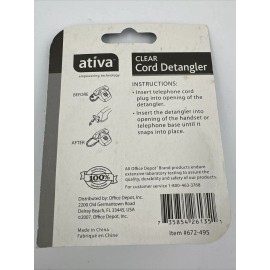 ativa
empowering technology
CLEAR
Cord Detangler
INSTRUCTIONS:
• Insert telephone cord
plug into opening of the
detangler.
• Insert the detangler into
opening of the handset or
telephone base until it
snaps into place.
BEFORE
AFTER
100%
All Office Depot Brand products endure
extensive laboratory testing to assure the
quality, durability and safety of our products.
For customer service 1-800-463-3768
Distributed by: Office Depot, Inc.
2200 Old Germantown Road
Delray Beach, FL 33445, USA
©2007, Office Depot, Inc.
Made in China
Fabriqué en China
Item #672-495